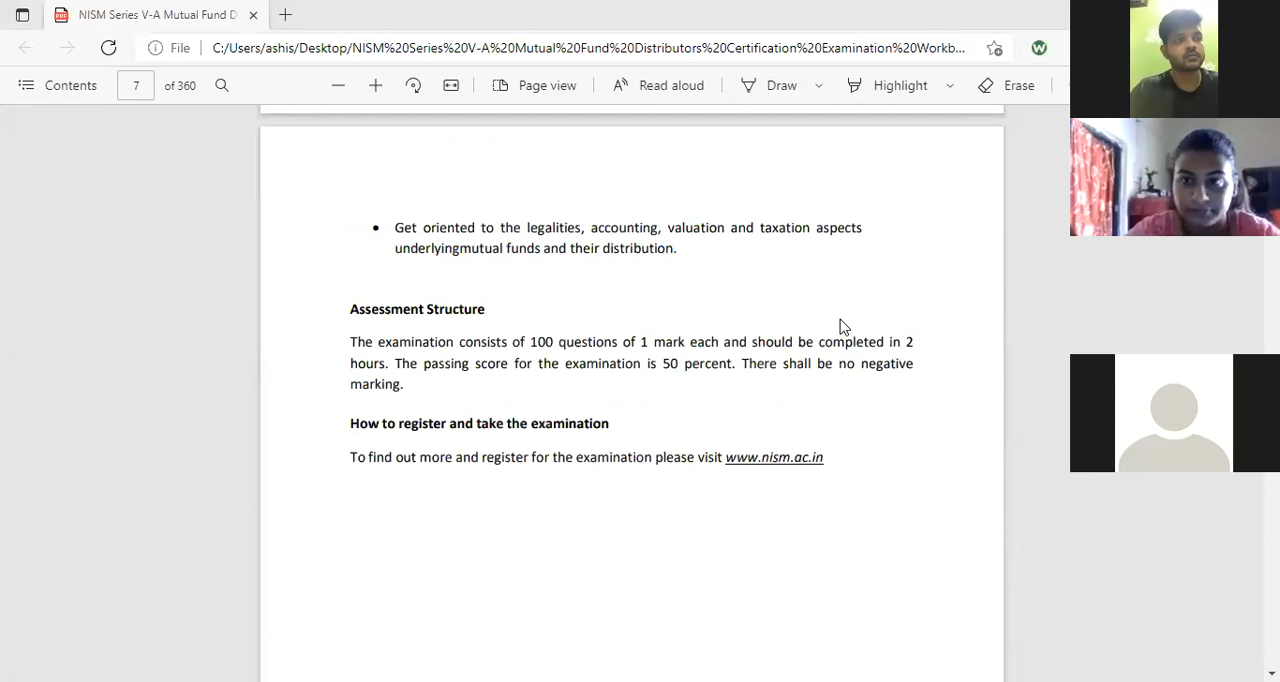 NISM Series V-A Mutual Fund D
File
C:/Users/ashis/Desktop/NISM%20Series%20V-A%20Mutual%20Fund%20Distributors%20Certification%20Examination%20Workb...
W
Contents
7
of 360
Page view
Read aloud
Draw
Highlight
Erase
• Get oriented to the legalities, accounting, valuation and taxation aspects
underlyingmutual funds and their distribution.
Assessment Structure
The examination consists of 100 questions of 1 mark each and should be completed in 2
hours. The passing score for the examination is 50 percent. There shall be no negative
marking.
How to register and take the examination
To find out more and register for the examination please visit www.nism.ac.in